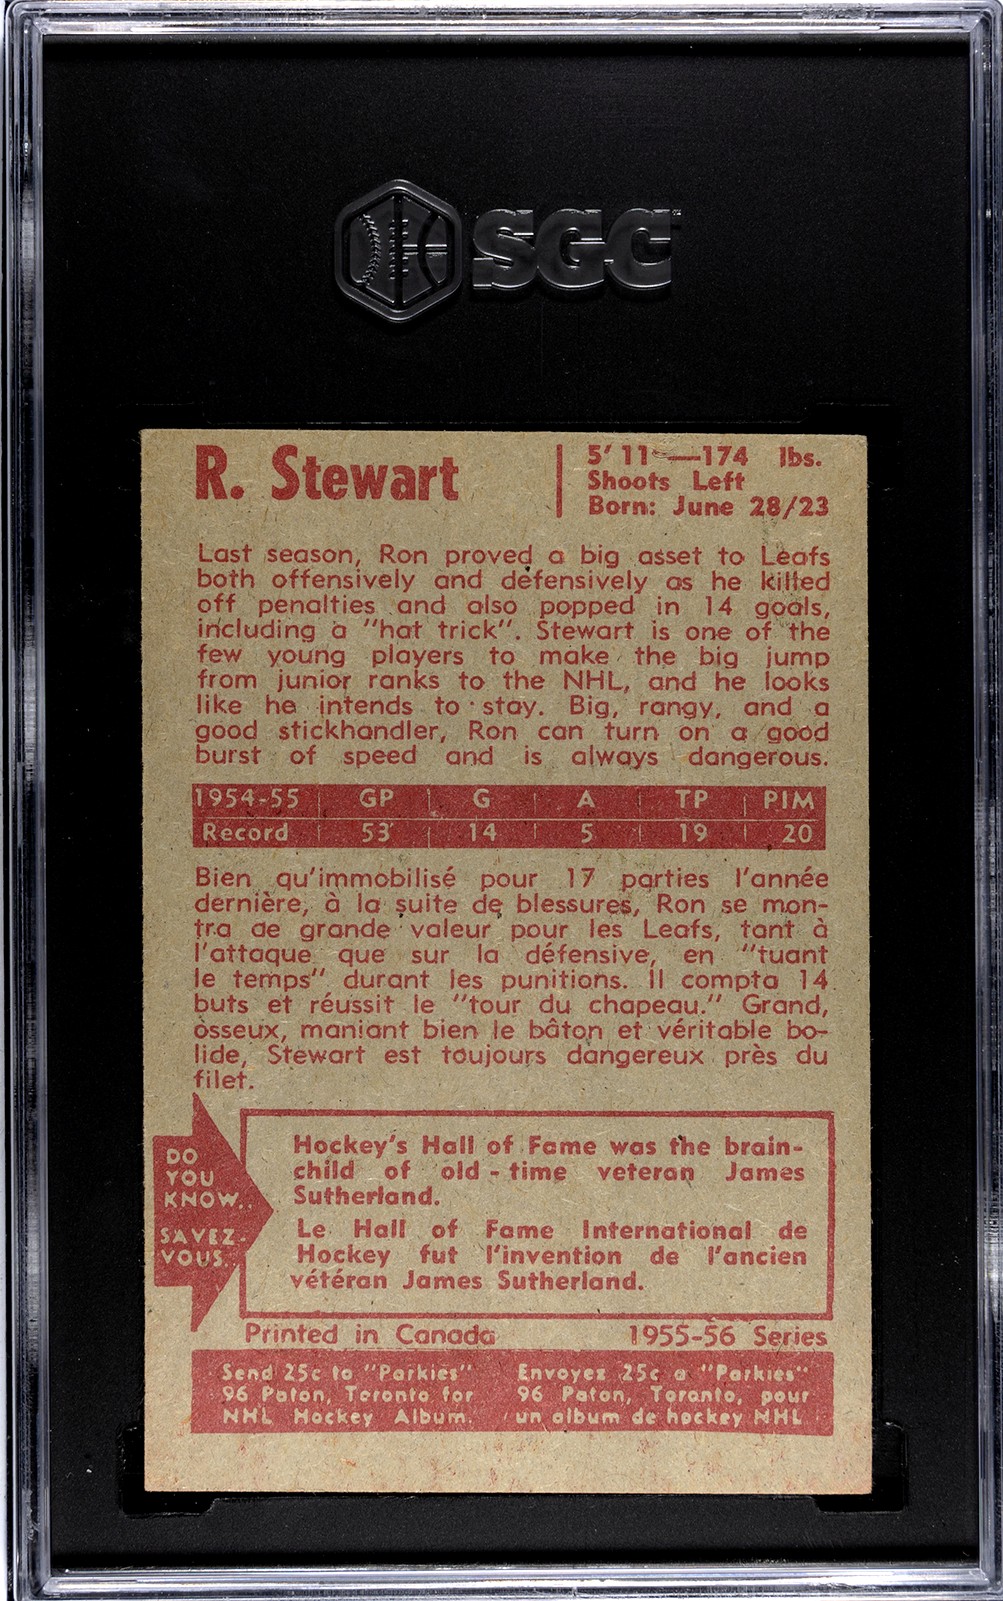 SGC
R. Stewart
5' 11"—174 lbs.
Shoots Left
Born: June 28/23
Last season, Ron proved a big asset to Leafs
both offensively and defensively as he killed
off penalties and also popped in 14 goals,
including a "hat trick". Stewart is one of the
few young players to make the big jump
from junior ranks to the NHL, and he looks
like he intends to stay. Big, rangy, and a
good stickhandler, Ron can turn on a good
burst of speed and is always dangerous.
1954-55 GP G A TP PIM
Record 53 14 5 19 20
Bien qu'immobilisé pour 17 parties l'année
dernière, à la suite de blessures, Ron se mon-
tra de grande valeur pour les Leafs, tant à
l'attaque que sur la défensive, en "tuant
le temps" durant les punitions. Il compta 14
buts et réussit le "tour du chapeau." Grand,
osseux, maniant bien le bâton et véritable bo-
lide, Stewart est toujours dangereux près du
filet.
DO
YOU
KNOW..
SAVEZ-
VOUS.
Hockey's Hall of Fame was the brain-
child of old-time veteran James
Sutherland.
Le Hall of Fame International de
Hockey fut l'invention de l'ancien
vétéran James Sutherland.
Printed in Canada 1955-56 Series
Send 25c to "Parkies"
96 Paton, Toronto for
NHL Hockey Album.
Envoyez 25c a "Parkies"
96 Paton, Toronto, pour
un album de hockey NHL